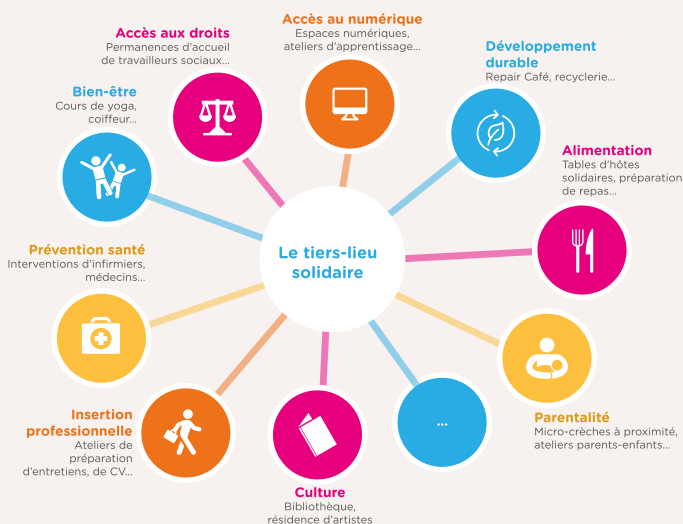 Accès au numérique
Espaces numériques,
ateliers d'apprentissage...
Développement
durable
Repair Café, recyclerie...
Alimentation
Tables d'hôtes
solidaires, préparation
de repas...
Parentalité
Micro-crèches à proximité,
ateliers parents-enfants...
...
Culture
Bibliothèque,
résidence d'artistes
Insertion
professionnelle
Ateliers de
préparation
d'entretiens, de CV...
Prévention santé
Interventions d'infirmiers,
médecins...
Bien-être
Cours de yoga,
coiffeur...
Accès aux droits
Permanences d'accueil
de travailleurs sociaux...
Le tiers-lieu
solidaire